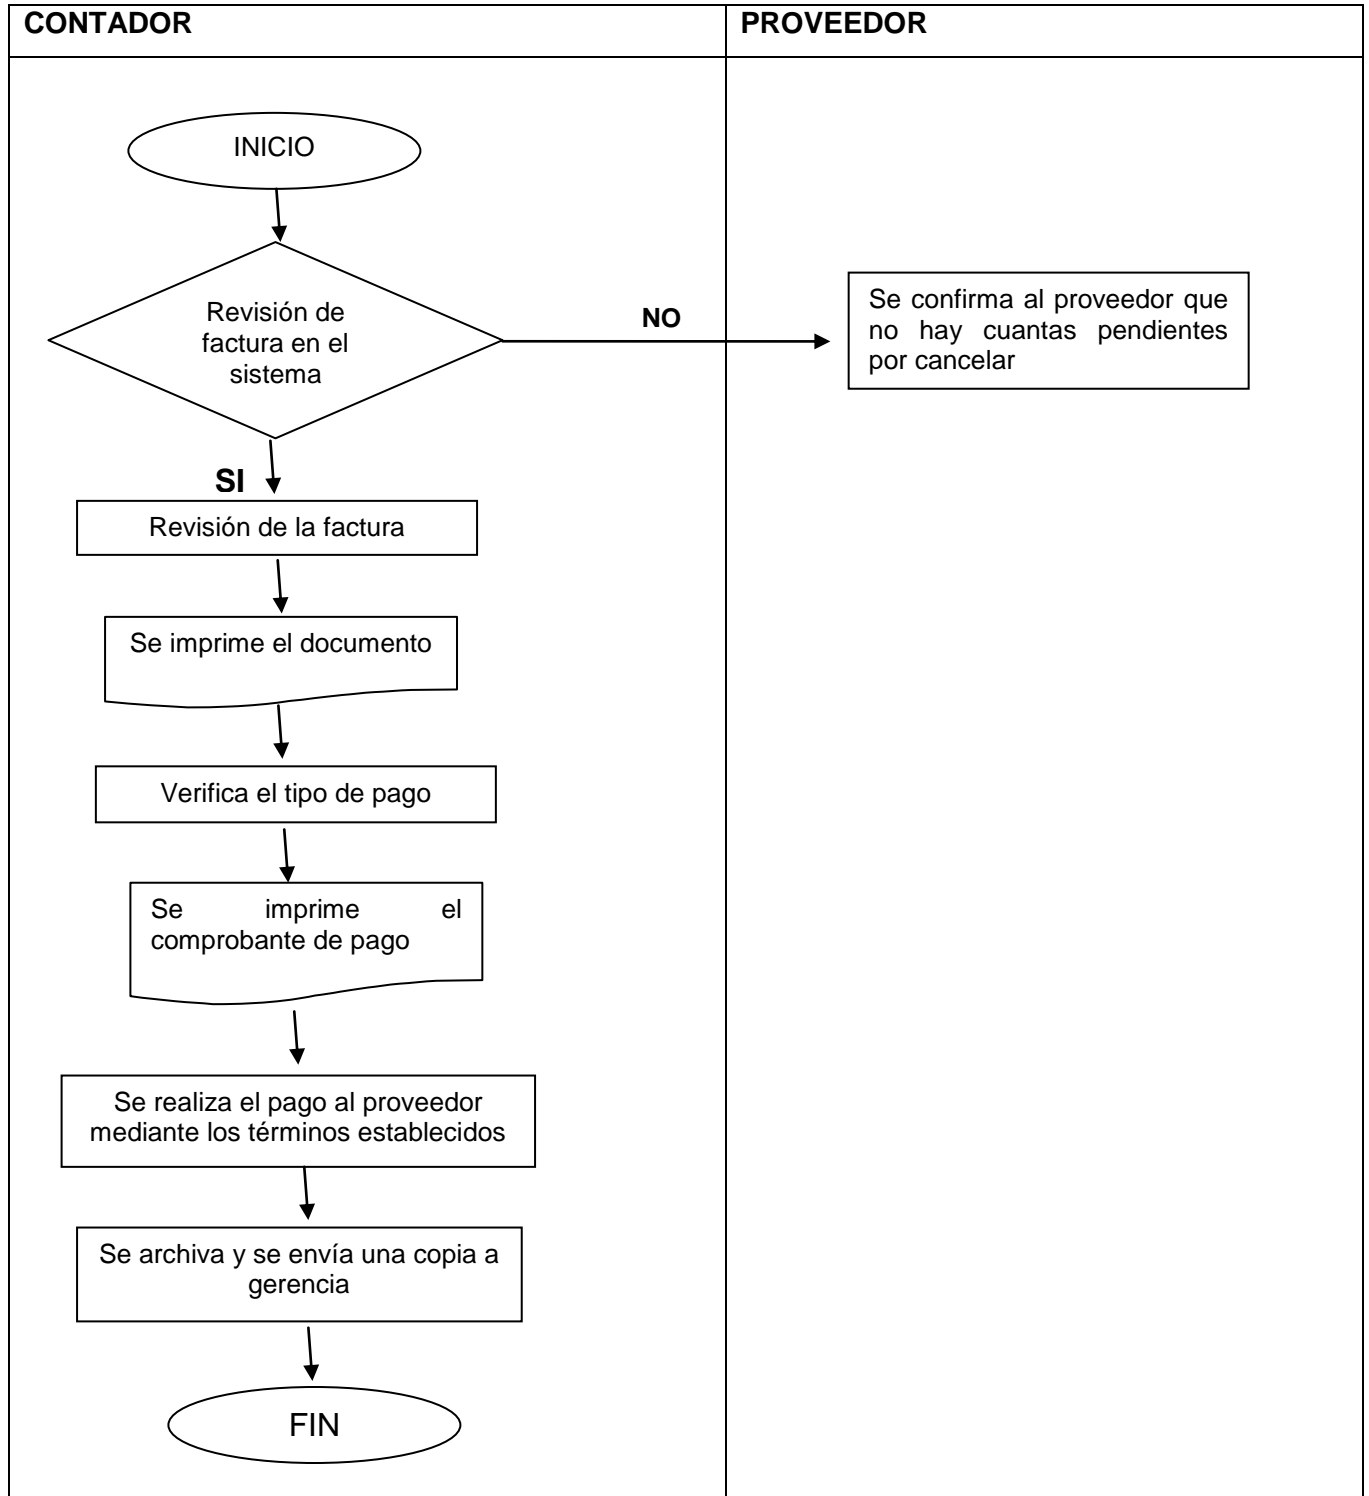 CONTADOR
PROVEEDOR
INICIO
Revisión de
factura en el
sistema
NO
Se confirma al proveedor que
no hay cuantas pendientes
por cancelar
SI
Revisión de la factura
Se imprime el documento
Verifica el tipo de pago
Se imprime el
comprobante de pago
Se realiza el pago al proveedor
mediante los términos establecidos
Se archiva y se envía una copia a
gerencia
FIN